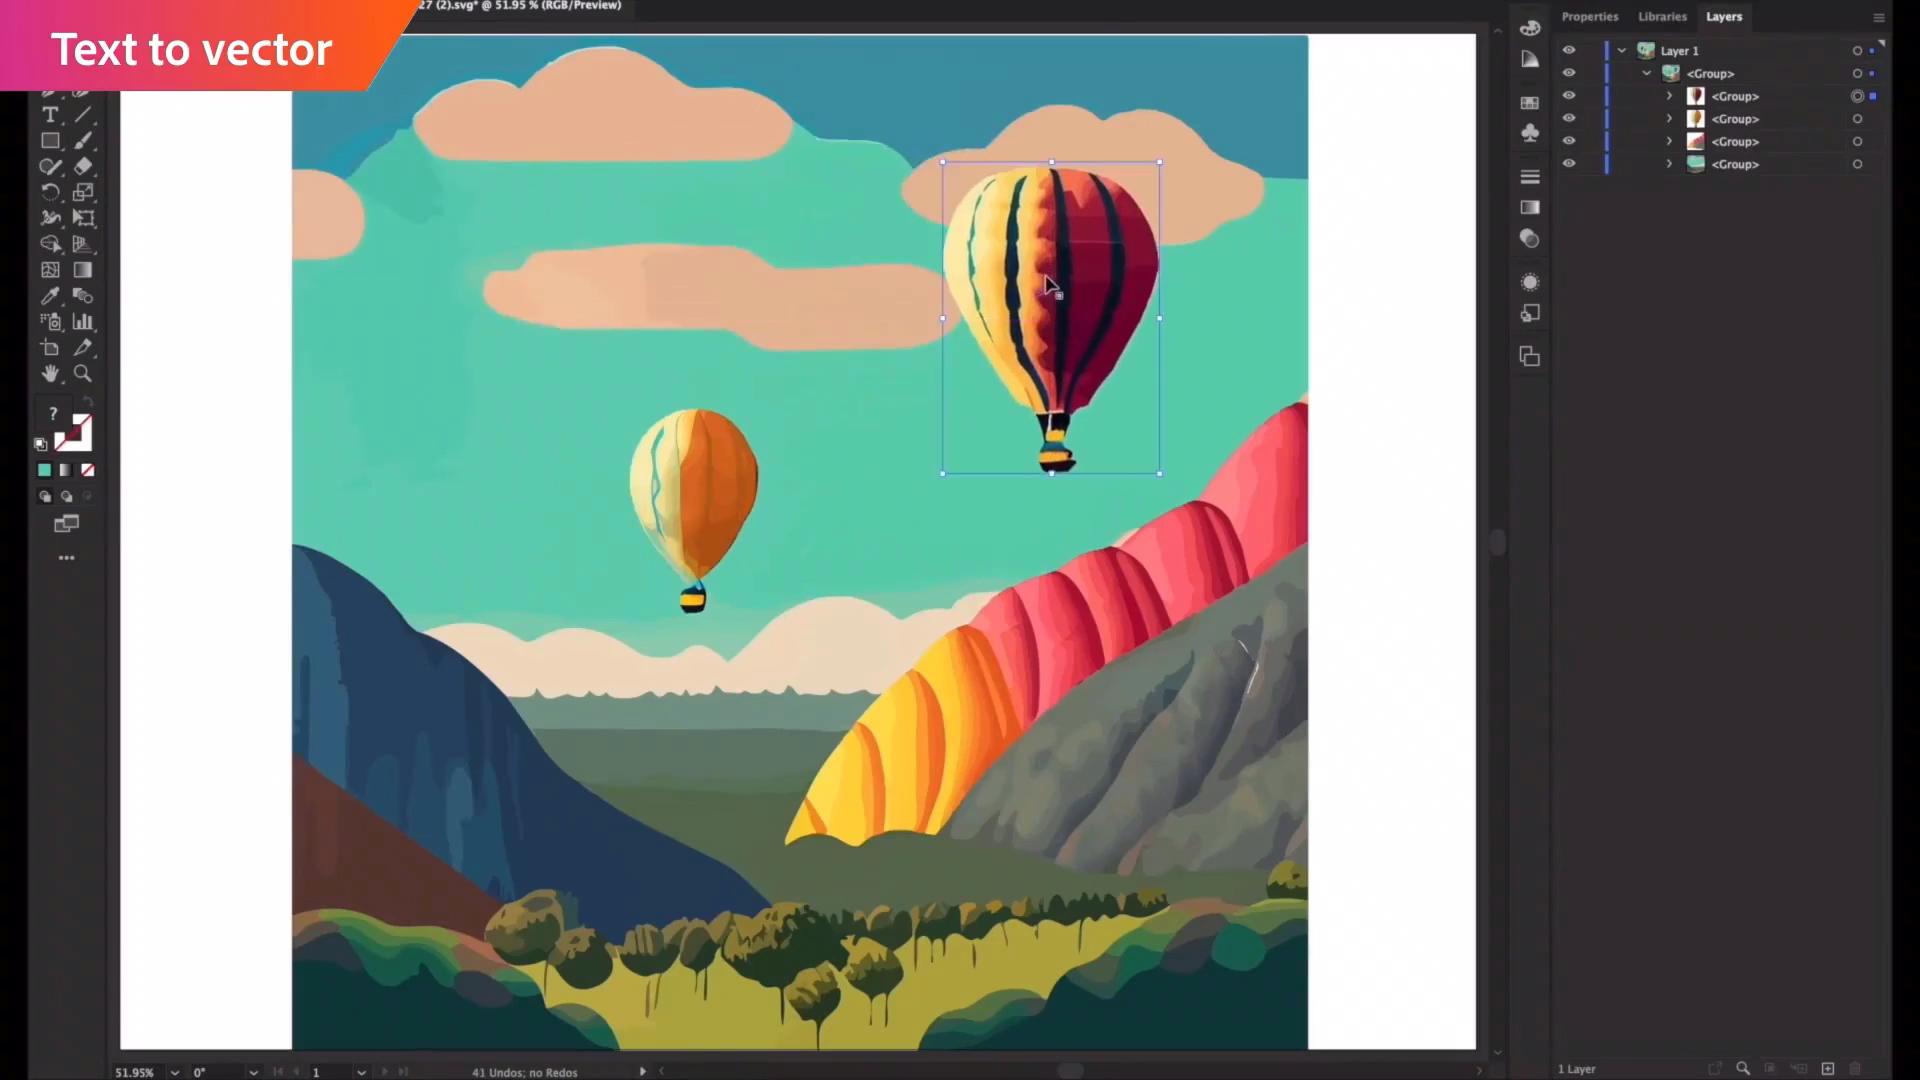 27 (2).svg* @ 51.95 % (RGB/Preview)
Text to vector
Properties Libraries Layers
Layer 1
<Group>
<Group>
<Group>
<Group>
<Group>
T
?
51.95% 0° 1 41 Undos; no Redos
1 Layer